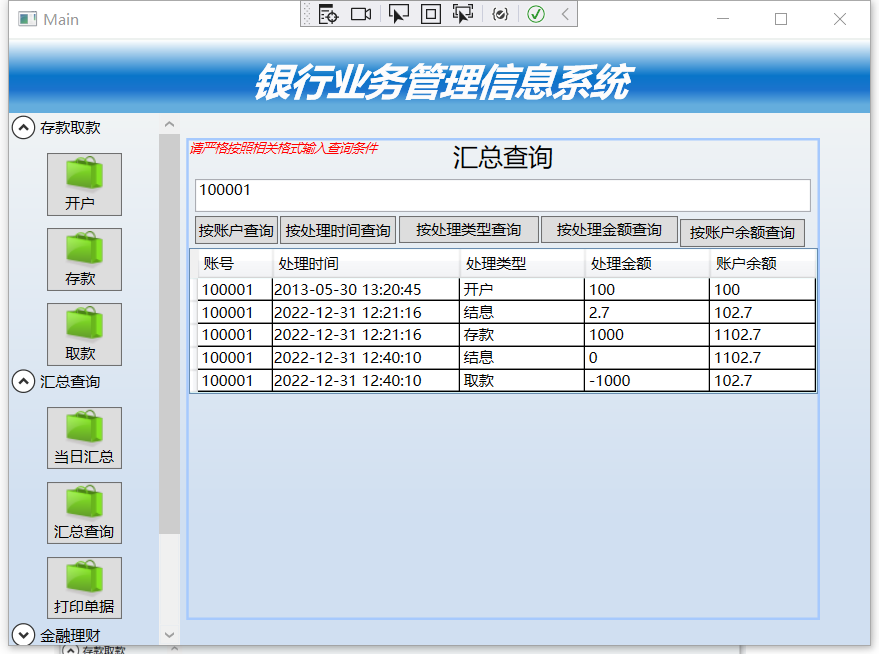 Main
银行业务管理信息系统
存款取款
开户
存款
取款
汇总查询
当日汇总
汇总查询
打印单据
金融理财
请严格按照相关格式输入查询条件
汇总查询
100001
按账户查询 按处理时间查询 按处理类型查询 按处理金额查询 按账户余额查询
账号 处理时间 处理类型 处理金额 账户余额
100001 2013-05-30 13:20:45 开户 100 100
100001 2022-12-31 12:21:16 结息 2.7 102.7
100001 2022-12-31 12:21:16 存款 1000 1102.7
100001 2022-12-31 12:40:10 结息 0 1102.7
100001 2022-12-31 12:40:10 取款 -1000 102.7
存款取款